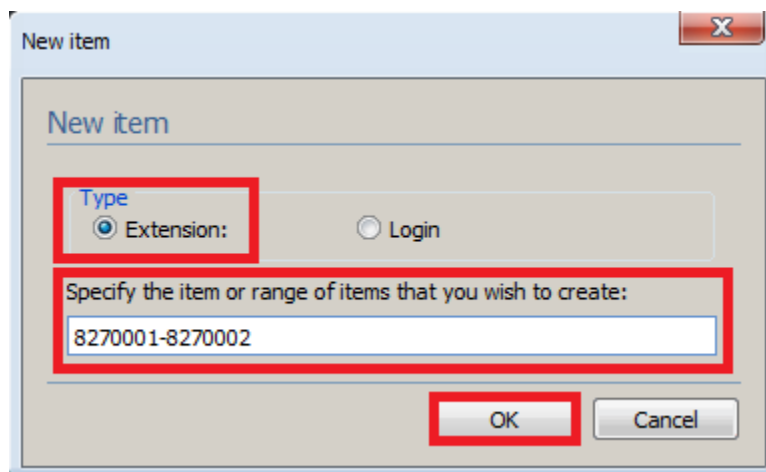 New item
New item
Type
Extension: Login
Specify the item or range of items that you wish to create:
8270001-8270002
OK Cancel